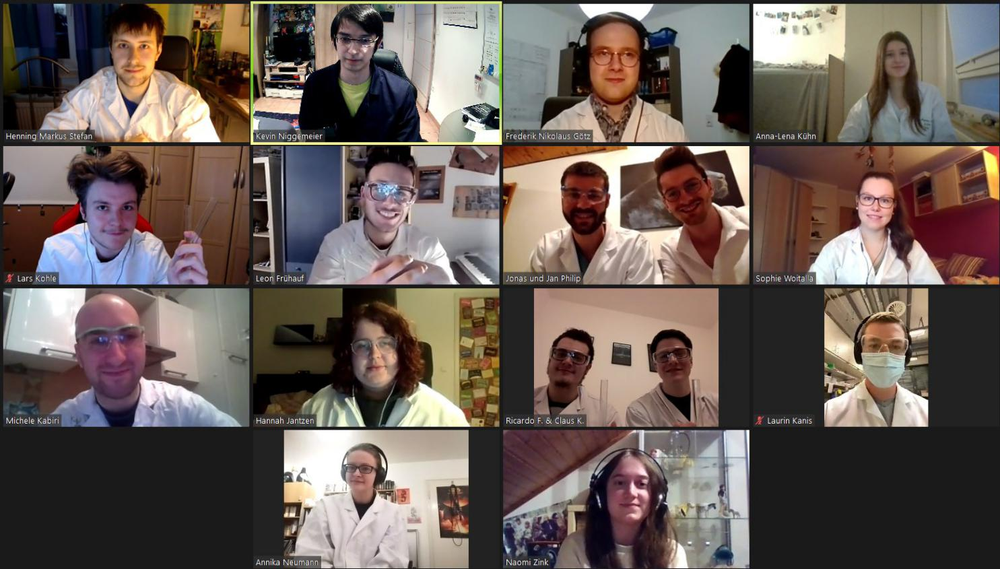 Henning Markus Stefan
Kevin Niggemeier
Frederik Nikolaus Götz
Anna-Lena Kühn
Lars Kohle
Leon Frühauf
Jonas und Jan Philip
Sophie Woitalla
Michele Kabiri
Hannah Jantzen
Ricardo F. & Claus K.
Laurin Kanis
Annika Neumann
Naomi Zink